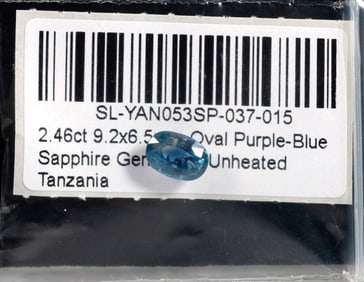 SL-YAN053SP-037-015
2.46ct 9.2x6.5 Oval Purple-Blue
Sapphire Unheated
Tanzania